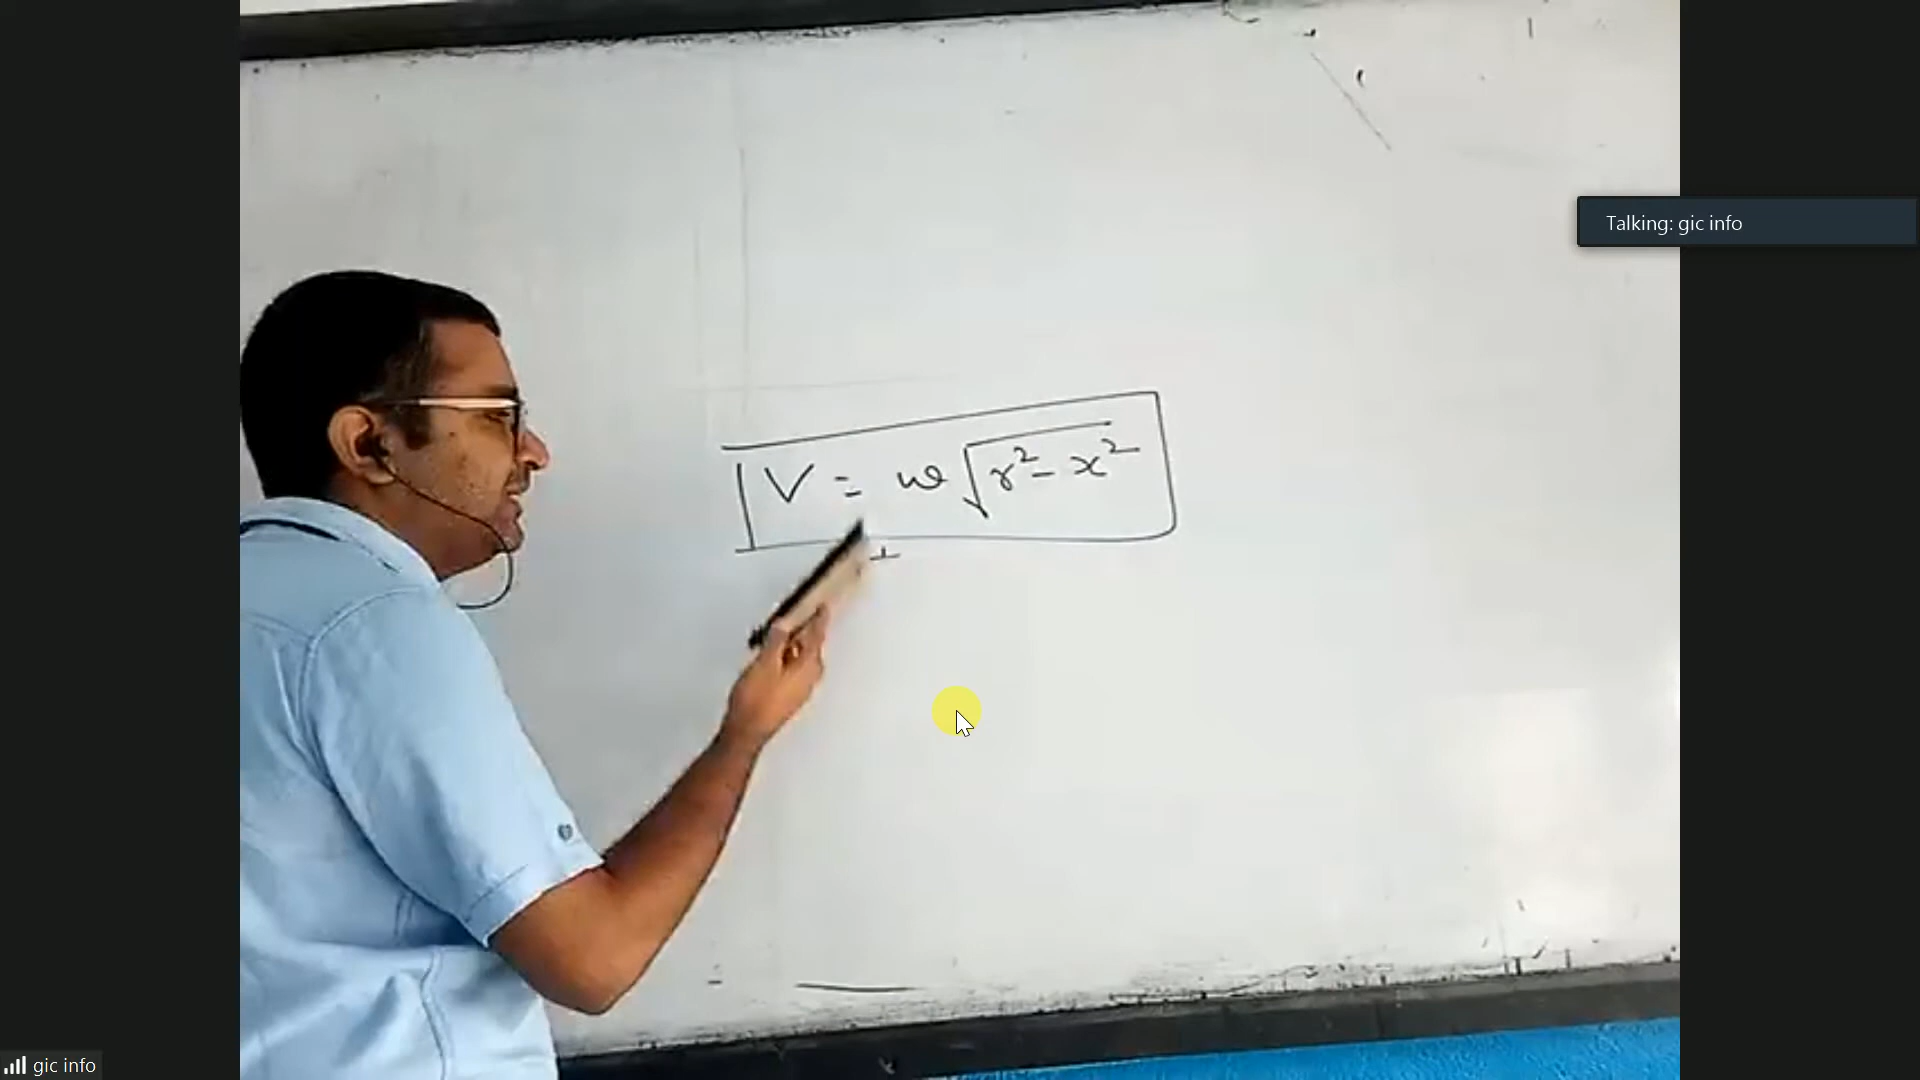 Talking: gic info
V = ω √r² - x²
gic info